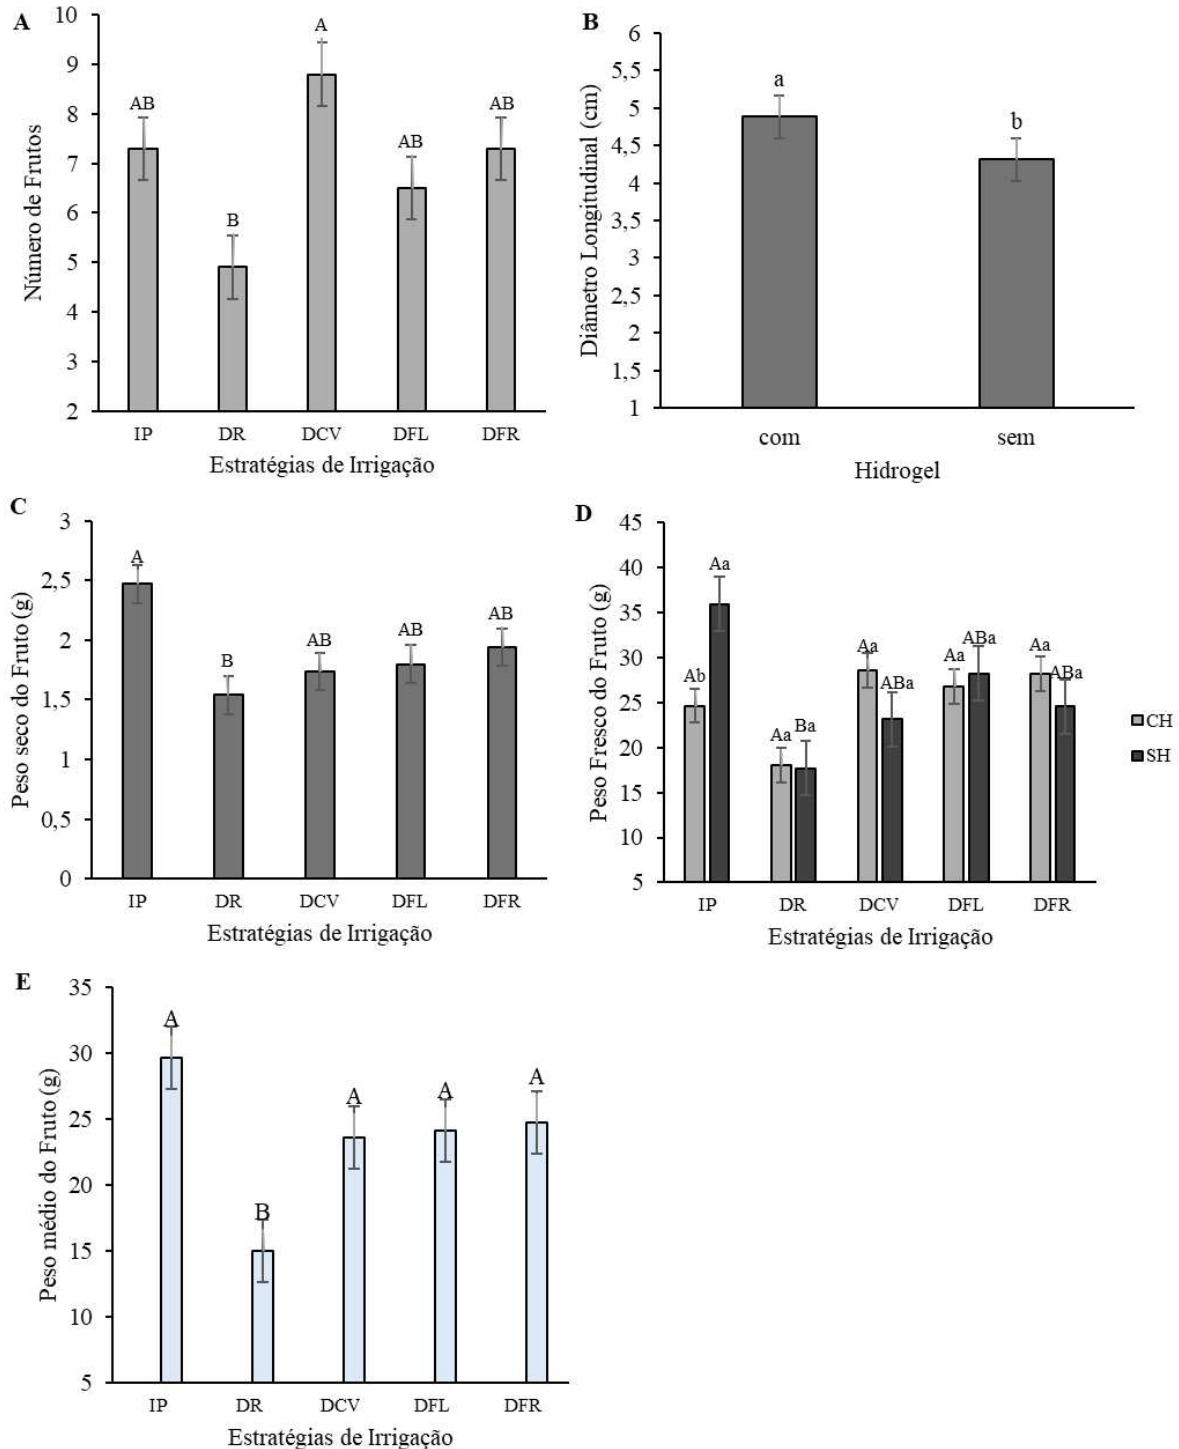 A
Número de Frutos
10
9
8
7
6
5
4
3
2
AB
B
A
AB
AB
IP DR DCV DFL DFR
Estratégias de Irrigação
B
Diâmetro Longitudinal (cm)
6
5,5
5
4,5
4
3,5
3
2,5
2
1,5
1
a
b
com sem
Hidrogel
C
Peso seco do Fruto (g)
3
2,5
2
1,5
1
0,5
0
A
B
AB
AB
AB
IP DR DCV DFL DFR
Estratégias de Irrigação
D
Peso Fresco do Fruto (g)
45
40
35
30
25
20
15
10
5
Ab
Aa
Aa
Ba
Aa
ABa
Aa
ABa
Aa
ABa
CH
SH
IP DR DCV DFL DFR
Estratégias de Irrigação
E
Peso médio do Fruto (g)
35
30
25
20
15
10
5
A
B
A
A
A
IP DR DCV DFL DFR
Estratégias de Irrigação